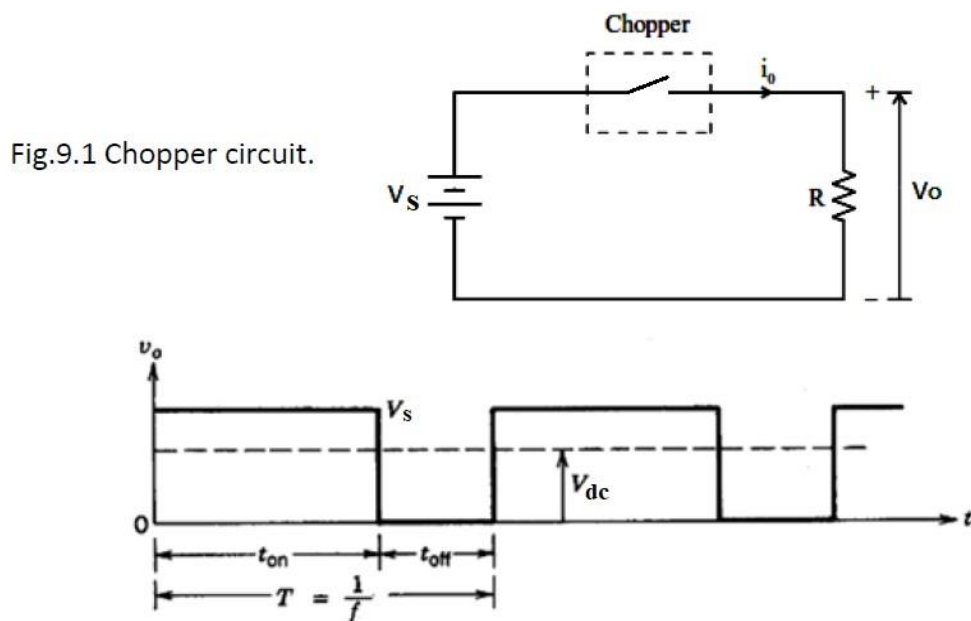 Chopper
i₀
+
Fig.9.1 Chopper circuit.
Vs
R
Vo
−
vₒ
Vs
Vdc
0
t
ton
toff
T = 1/f